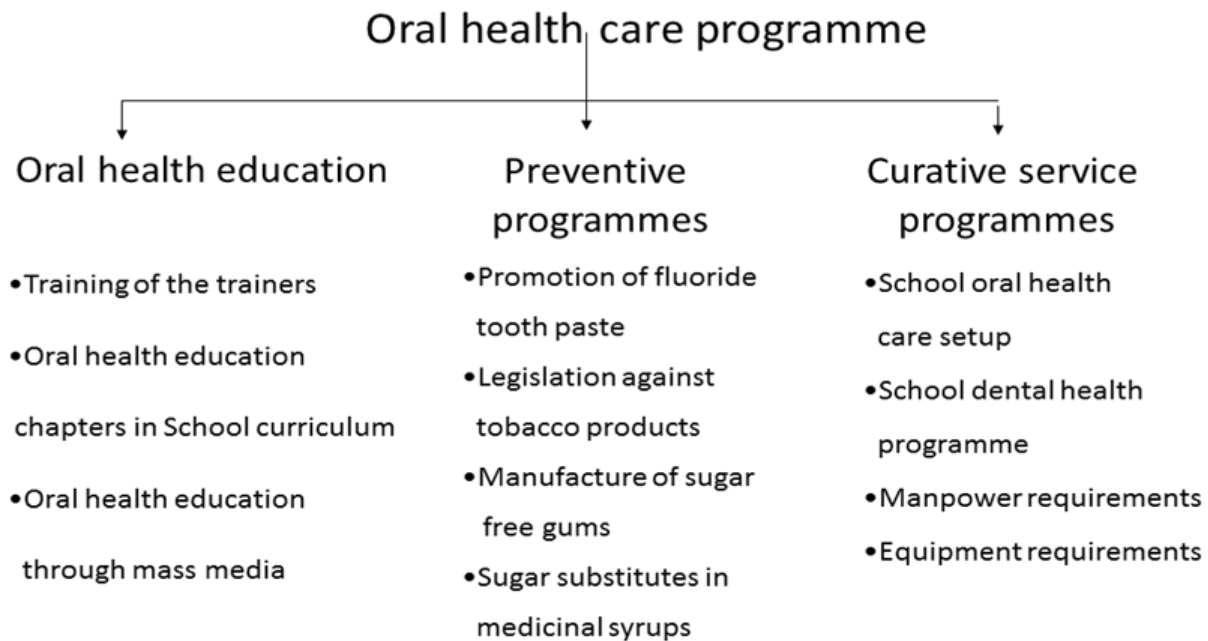 Oral health care programme
Oral health education
•Training of the trainers
•Oral health education
chapters in School curriculum
•Oral health education
through mass media
Preventive
programmes
•Promotion of fluoride
tooth paste
•Legislation against
tobacco products
•Manufacture of sugar
free gums
•Sugar substitutes in
medicinal syrups
Curative service
programmes
•School oral health
care setup
•School dental health
programme
•Manpower requirements
•Equipment requirements